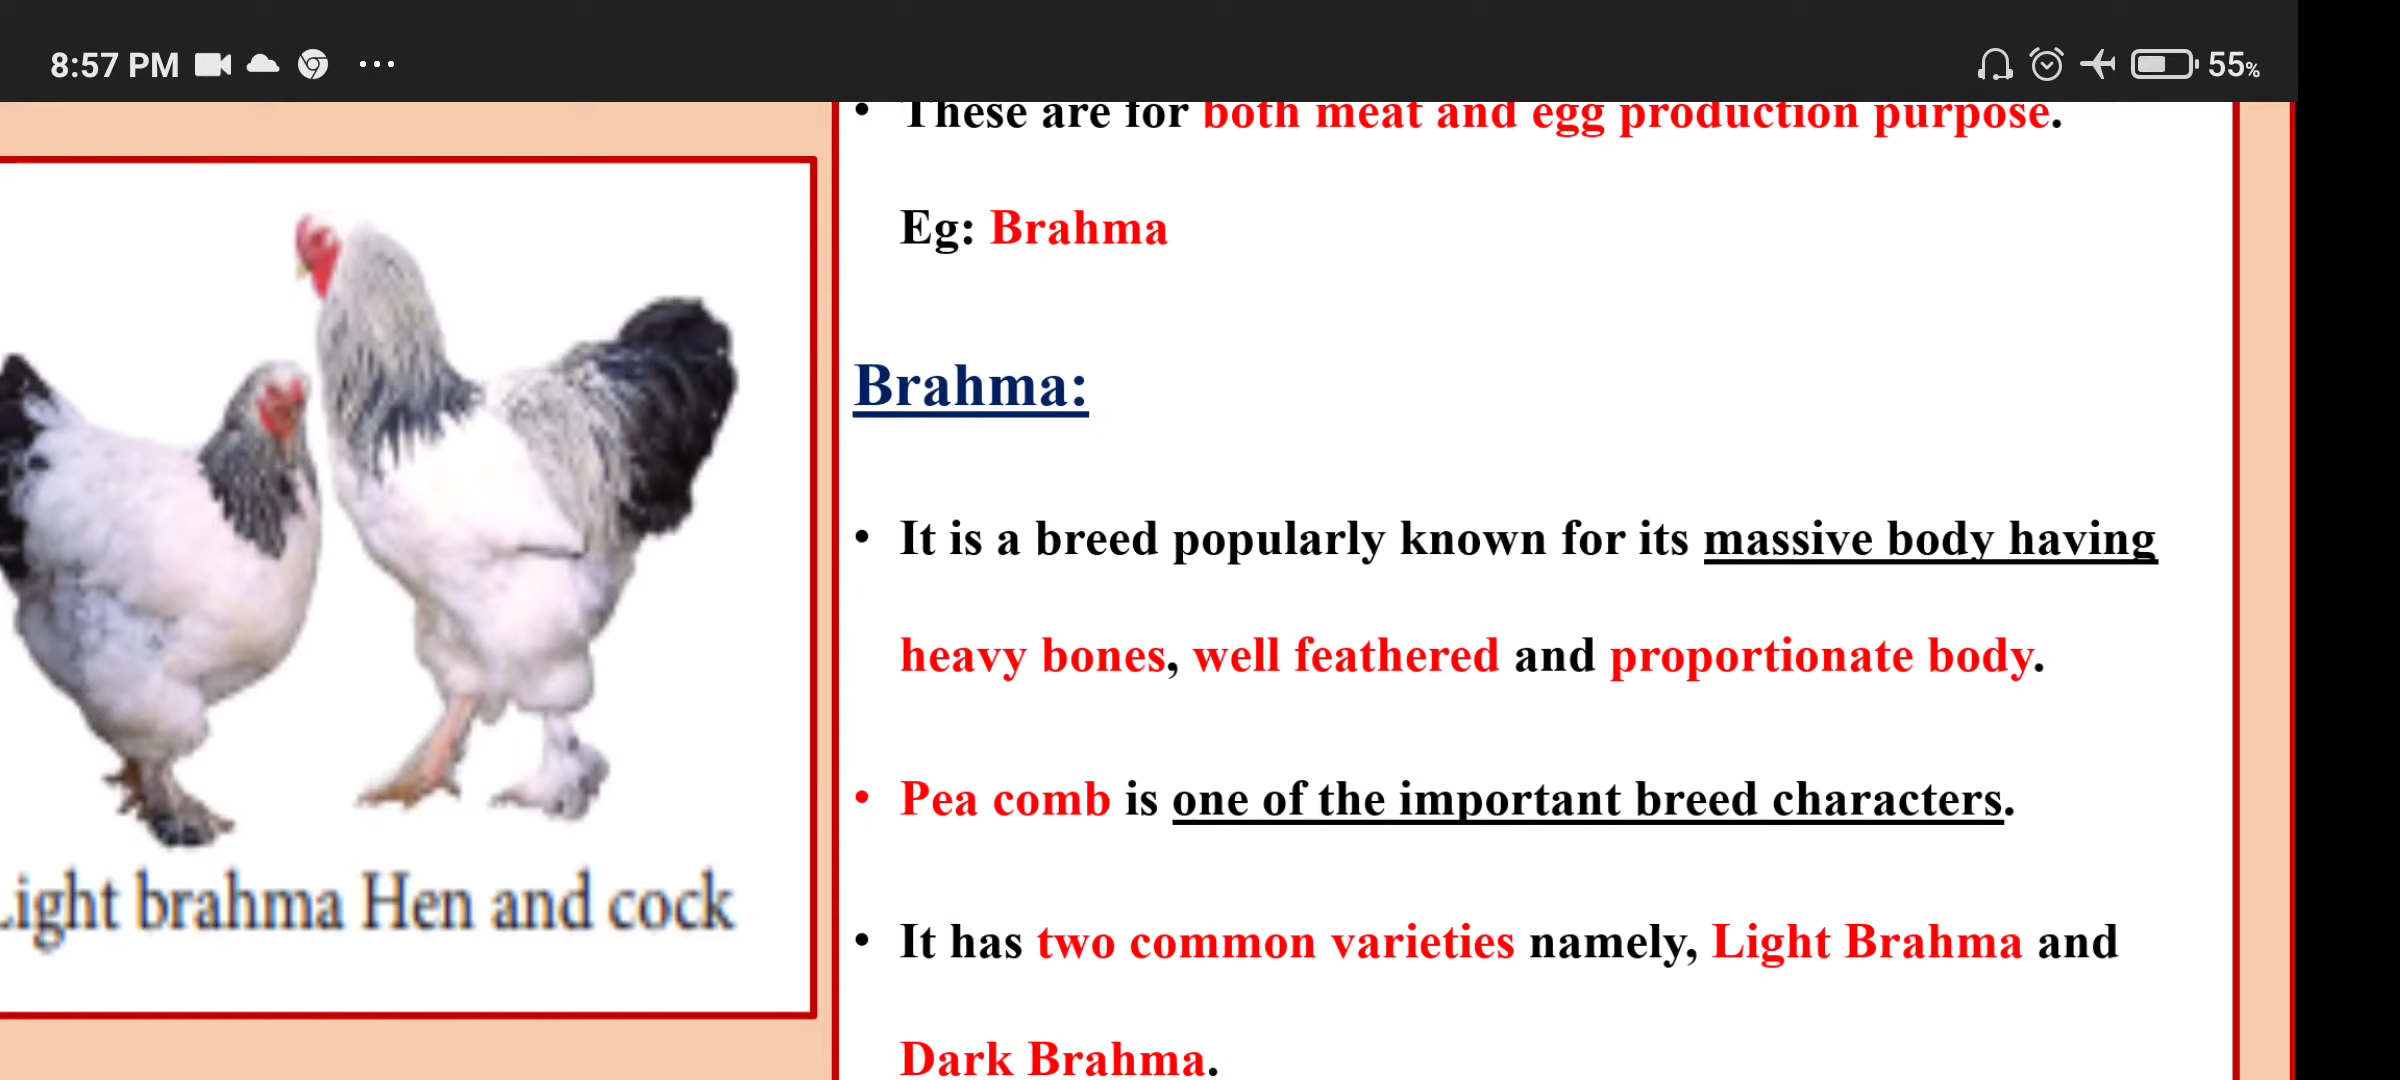 8:57 PM
55%
• These are for both meat and egg production purpose.
Eg: Brahma
Brahma:
• It is a breed popularly known for its massive body having
heavy bones, well feathered and proportionate body.
• Pea comb is one of the important breed characters.
• It has two common varieties namely, Light Brahma and
Dark Brahma.
Light brahma Hen and cock